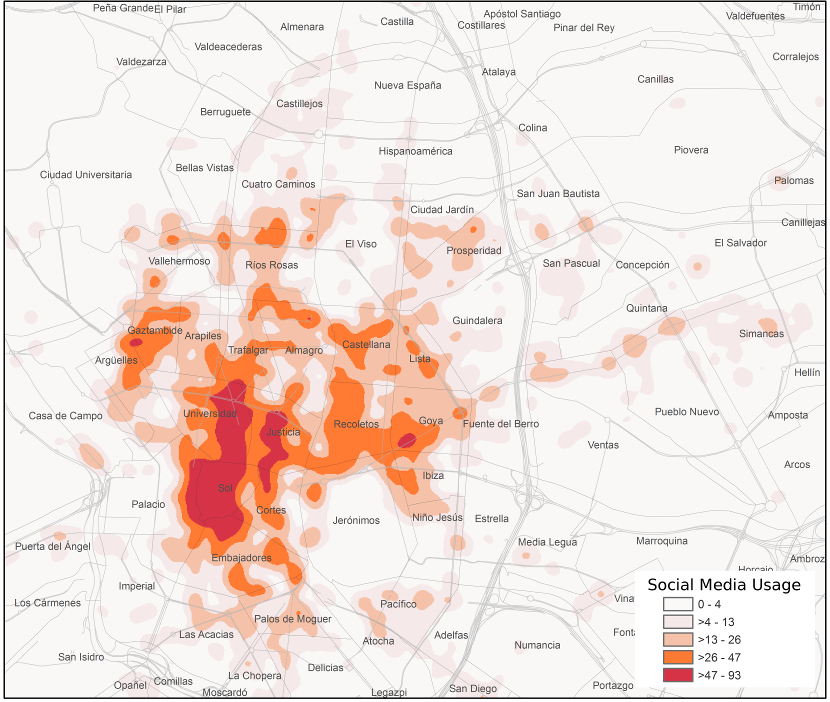 Peña Grande
El Pilar
Castilla
Apóstol Santiago
Timón
Valdefuentes
Almenara
Costillares
Pinar del Rey
Valdeacederas
Valdezarza
Corralejos
Atalaya
Canillas
Nueva España
Castillejos
Berruguete
Colina
Hispanoamérica
Piovera
Bellas Vistas
Ciudad Universitaria
Cuatro Caminos
Palomas
San Juan Bautista
Ciudad Jardín
Canillejas
El Viso
El Salvador
Prosperidad
Vallehermoso
Ríos Rosas
San Pascual
Concepción
Quintana
Guindalera
Gaztambide
Arapiles
Simancas
Castellana
Trafalgar
Almagro
Argüelles
Lista
Hellín
Casa de Campo
Universidad
Pueblo Nuevo
Amposta
Recoletos
Goya
Fuente del Berro
Justicia
Ventas
Arcos
Ibiza
Sol
Palacio
Cortes
Jerónimos
Niño Jesús
Estrella
Puerta del Ángel
Media Legua
Marroquina
Embajadores
Ambroz
Horcajo
Imperial
Social Media Usage
Los Cármenes
Pacífico
Vina
0 - 4
Palos de Moguer
>4 - 13
Las Acacias
Atocha
Adelfas
Numancia
Font
>13 - 26
San Isidro
Delicias
>26 - 47
La Chopera
Opañel
Comillas
>47 - 93
Moscardó
Legazpi
San Diego
Portazgo